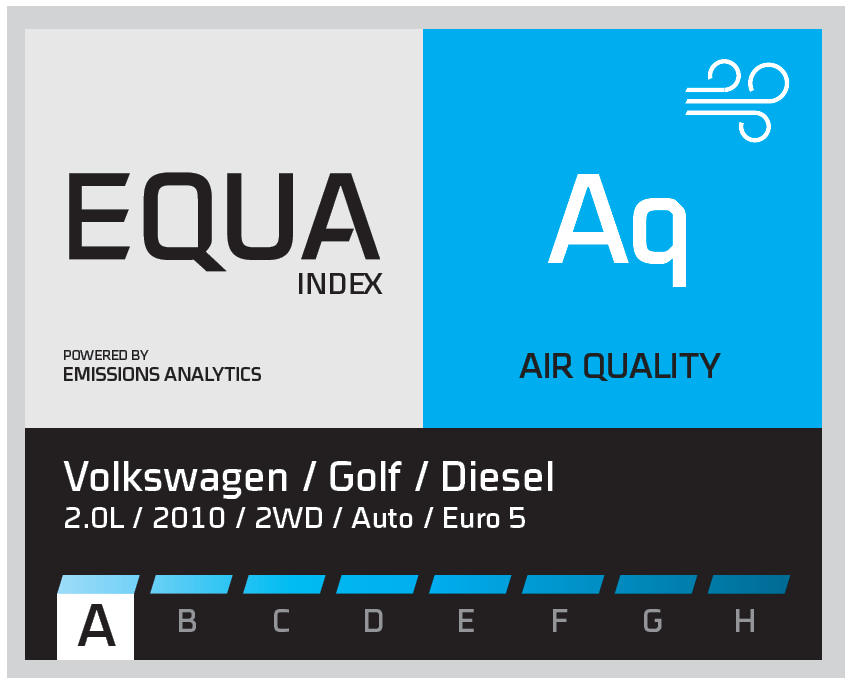 EQUA
INDEX
POWERED BY
EMISSIONS ANALYTICS
Aq
AIR QUALITY
Volkswagen / Golf / Diesel
2.0L / 2010 / 2WD / Auto / Euro 5
A B C D E F G H